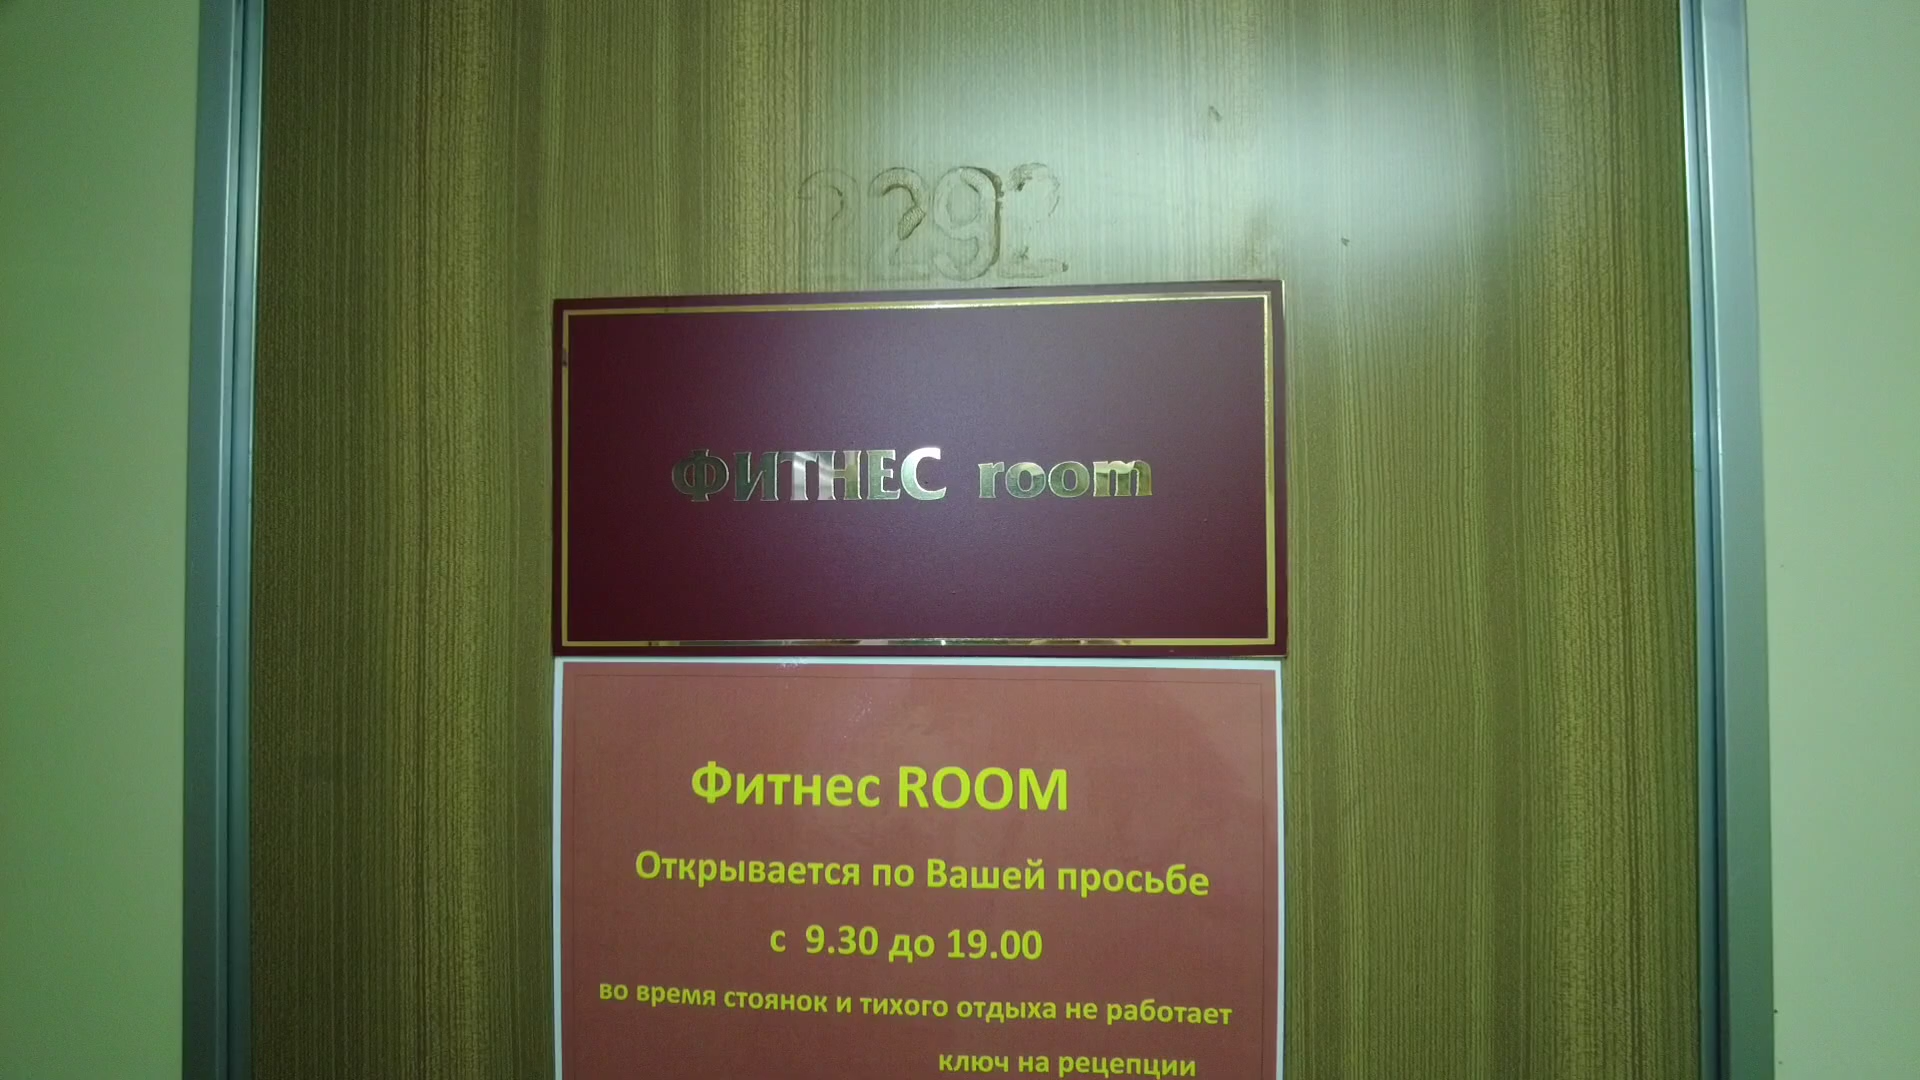 2292
ФИТНЕС room
Фитнес ROOM
Открывается по Вашей просьбе
с 9.30 до 19.00
во время стоянок и тихого отдыха не работает
ключ на рецепции